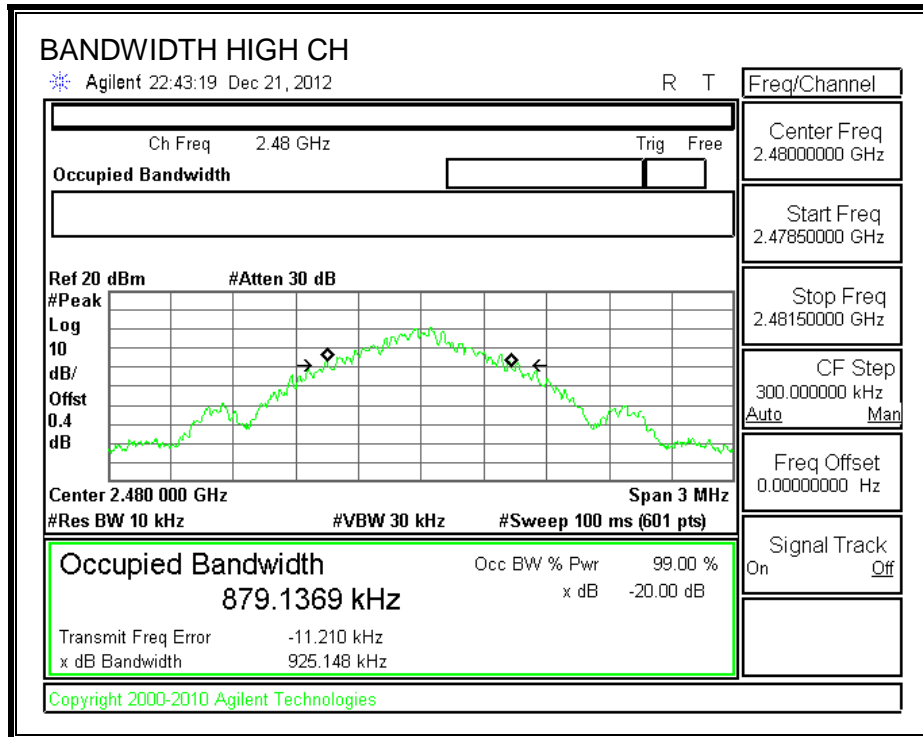 BANDWIDTH HIGH CH
Agilent 22:43:19 Dec 21, 2012 R T
Freq/Channel
Ch Freq 2.48 GHz Trig Free
Occupied Bandwidth
Center Freq
2.48000000 GHz
Start Freq
2.47850000 GHz
Stop Freq
2.48150000 GHz
CF Step
300.000000 kHz
Auto Man
Freq Offset
0.00000000 Hz
Signal Track
On Off
Ref 20 dBm #Atten 30 dB
#Peak
Log
10
dB/
Offst
0.4
dB
Center 2.480 000 GHz Span 3 MHz
#Res BW 10 kHz #VBW 30 kHz #Sweep 100 ms (601 pts)
Occupied Bandwidth Occ BW % Pwr 99.00 %
879.1369 kHz x dB -20.00 dB
Transmit Freq Error -11.210 kHz
x dB Bandwidth 925.148 kHz
Copyright 2000-2010 Agilent Technologies